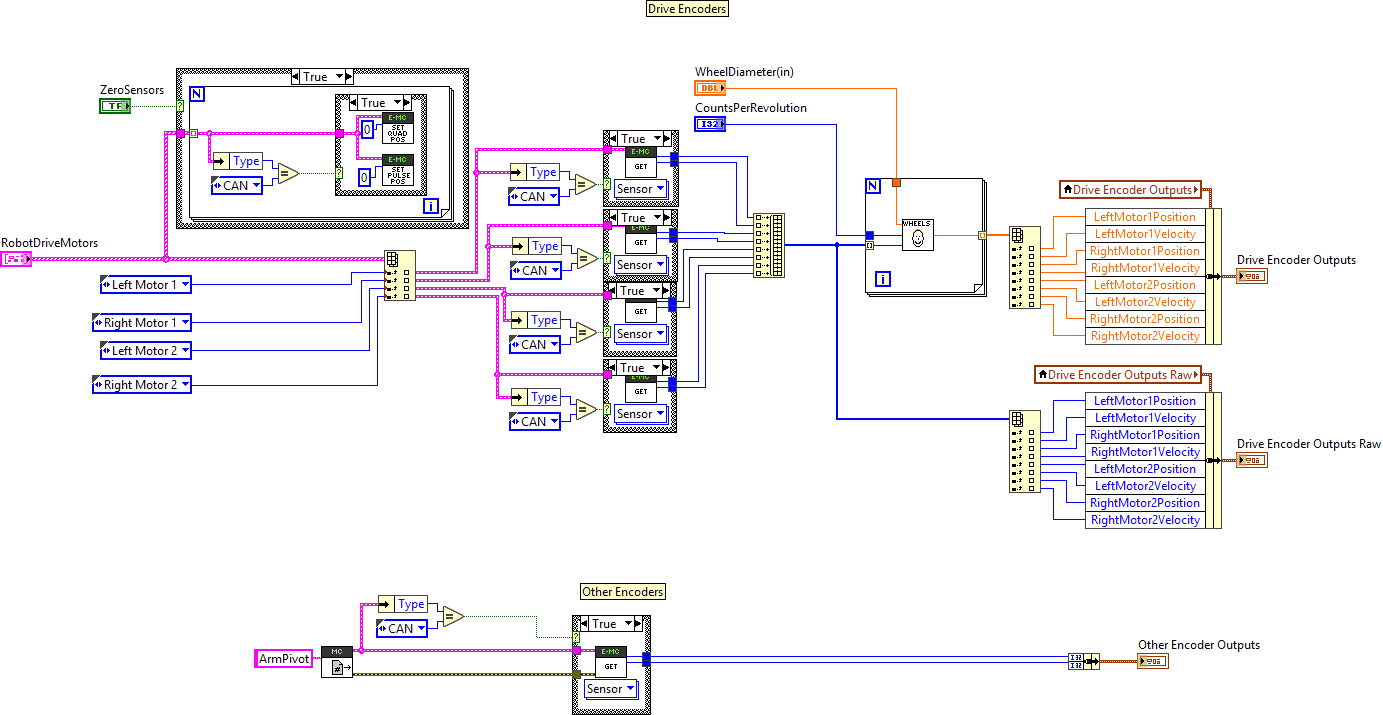 Drive Encoders
ZeroSensors
TF
True
N
True
E-MC
SET
QUAD
POS
0
Type
CAN
=
E-MC
SET
PULSE
POS
0
i
RobotDriveMotors
Left Motor 1
Right Motor 1
Left Motor 2
Right Motor 2
Type
CAN
=
True
E-MC
GET
Sensor
Type
CAN
=
True
E-MC
GET
Sensor
Type
CAN
=
True
GET
Sensor
Type
CAN
=
True
E-MC
GET
Sensor
WheelDiameter(in)
DBL
CountsPerRevolution
I32
N
WHEELS
i
Drive Encoder Outputs
LeftMotor1Position
LeftMotor1Velocity
RightMotor1Position
RightMotor1Velocity
LeftMotor2Position
LeftMotor2Velocity
RightMotor2Position
RightMotor2Velocity
Drive Encoder Outputs
Drive Encoder Outputs Raw
LeftMotor1Position
LeftMotor1Velocity
RightMotor1Position
RightMotor1Velocity
LeftMotor2Position
LeftMotor2Velocity
RightMotor2Position
RightMotor2Velocity
Drive Encoder Outputs Raw
Other Encoders
Type
CAN
=
ArmPivot
MC
#
True
E-MC
GET
Sensor
I32
I32
Other Encoder Outputs